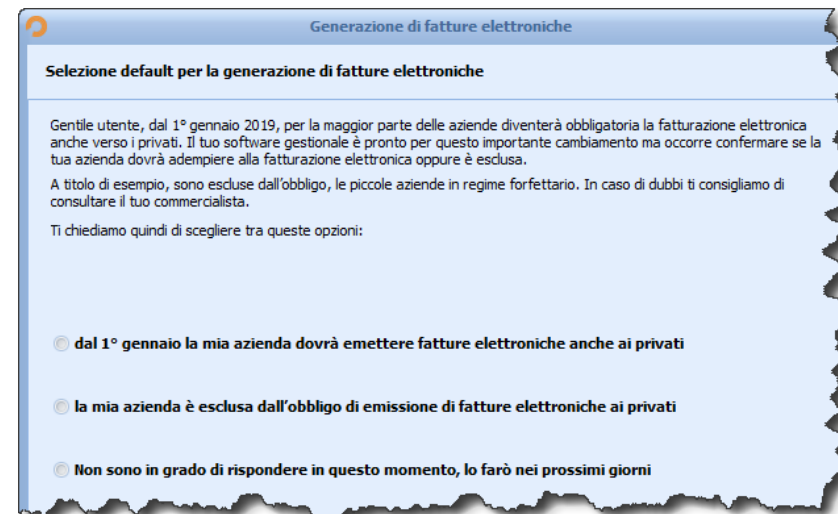 Generazione di fatture elettroniche
Selezione default per la generazione di fatture elettroniche
Gentile utente, dal 1° gennaio 2019, per la maggior parte delle aziende diventerà obbligatoria la fatturazione elettronica
anche verso i privati. Il tuo software gestionale è pronto per questo importante cambiamento ma occorre confermare se la
tua azienda dovrà adempiere alla fatturazione elettronica oppure è esclusa.
A titolo di esempio, sono escluse dall'obbligo, le piccole aziende in regime forfettario. In caso di dubbi ti consigliamo di
consultare il tuo commercialista.
Ti chiediamo quindi di scegliere tra queste opzioni:
dal 1° gennaio la mia azienda dovrà emettere fatture elettroniche anche ai privati
la mia azienda è esclusa dall'obbligo di emissione di fatture elettroniche ai privati
Non sono in grado di rispondere in questo momento, lo farò nei prossimi giorni